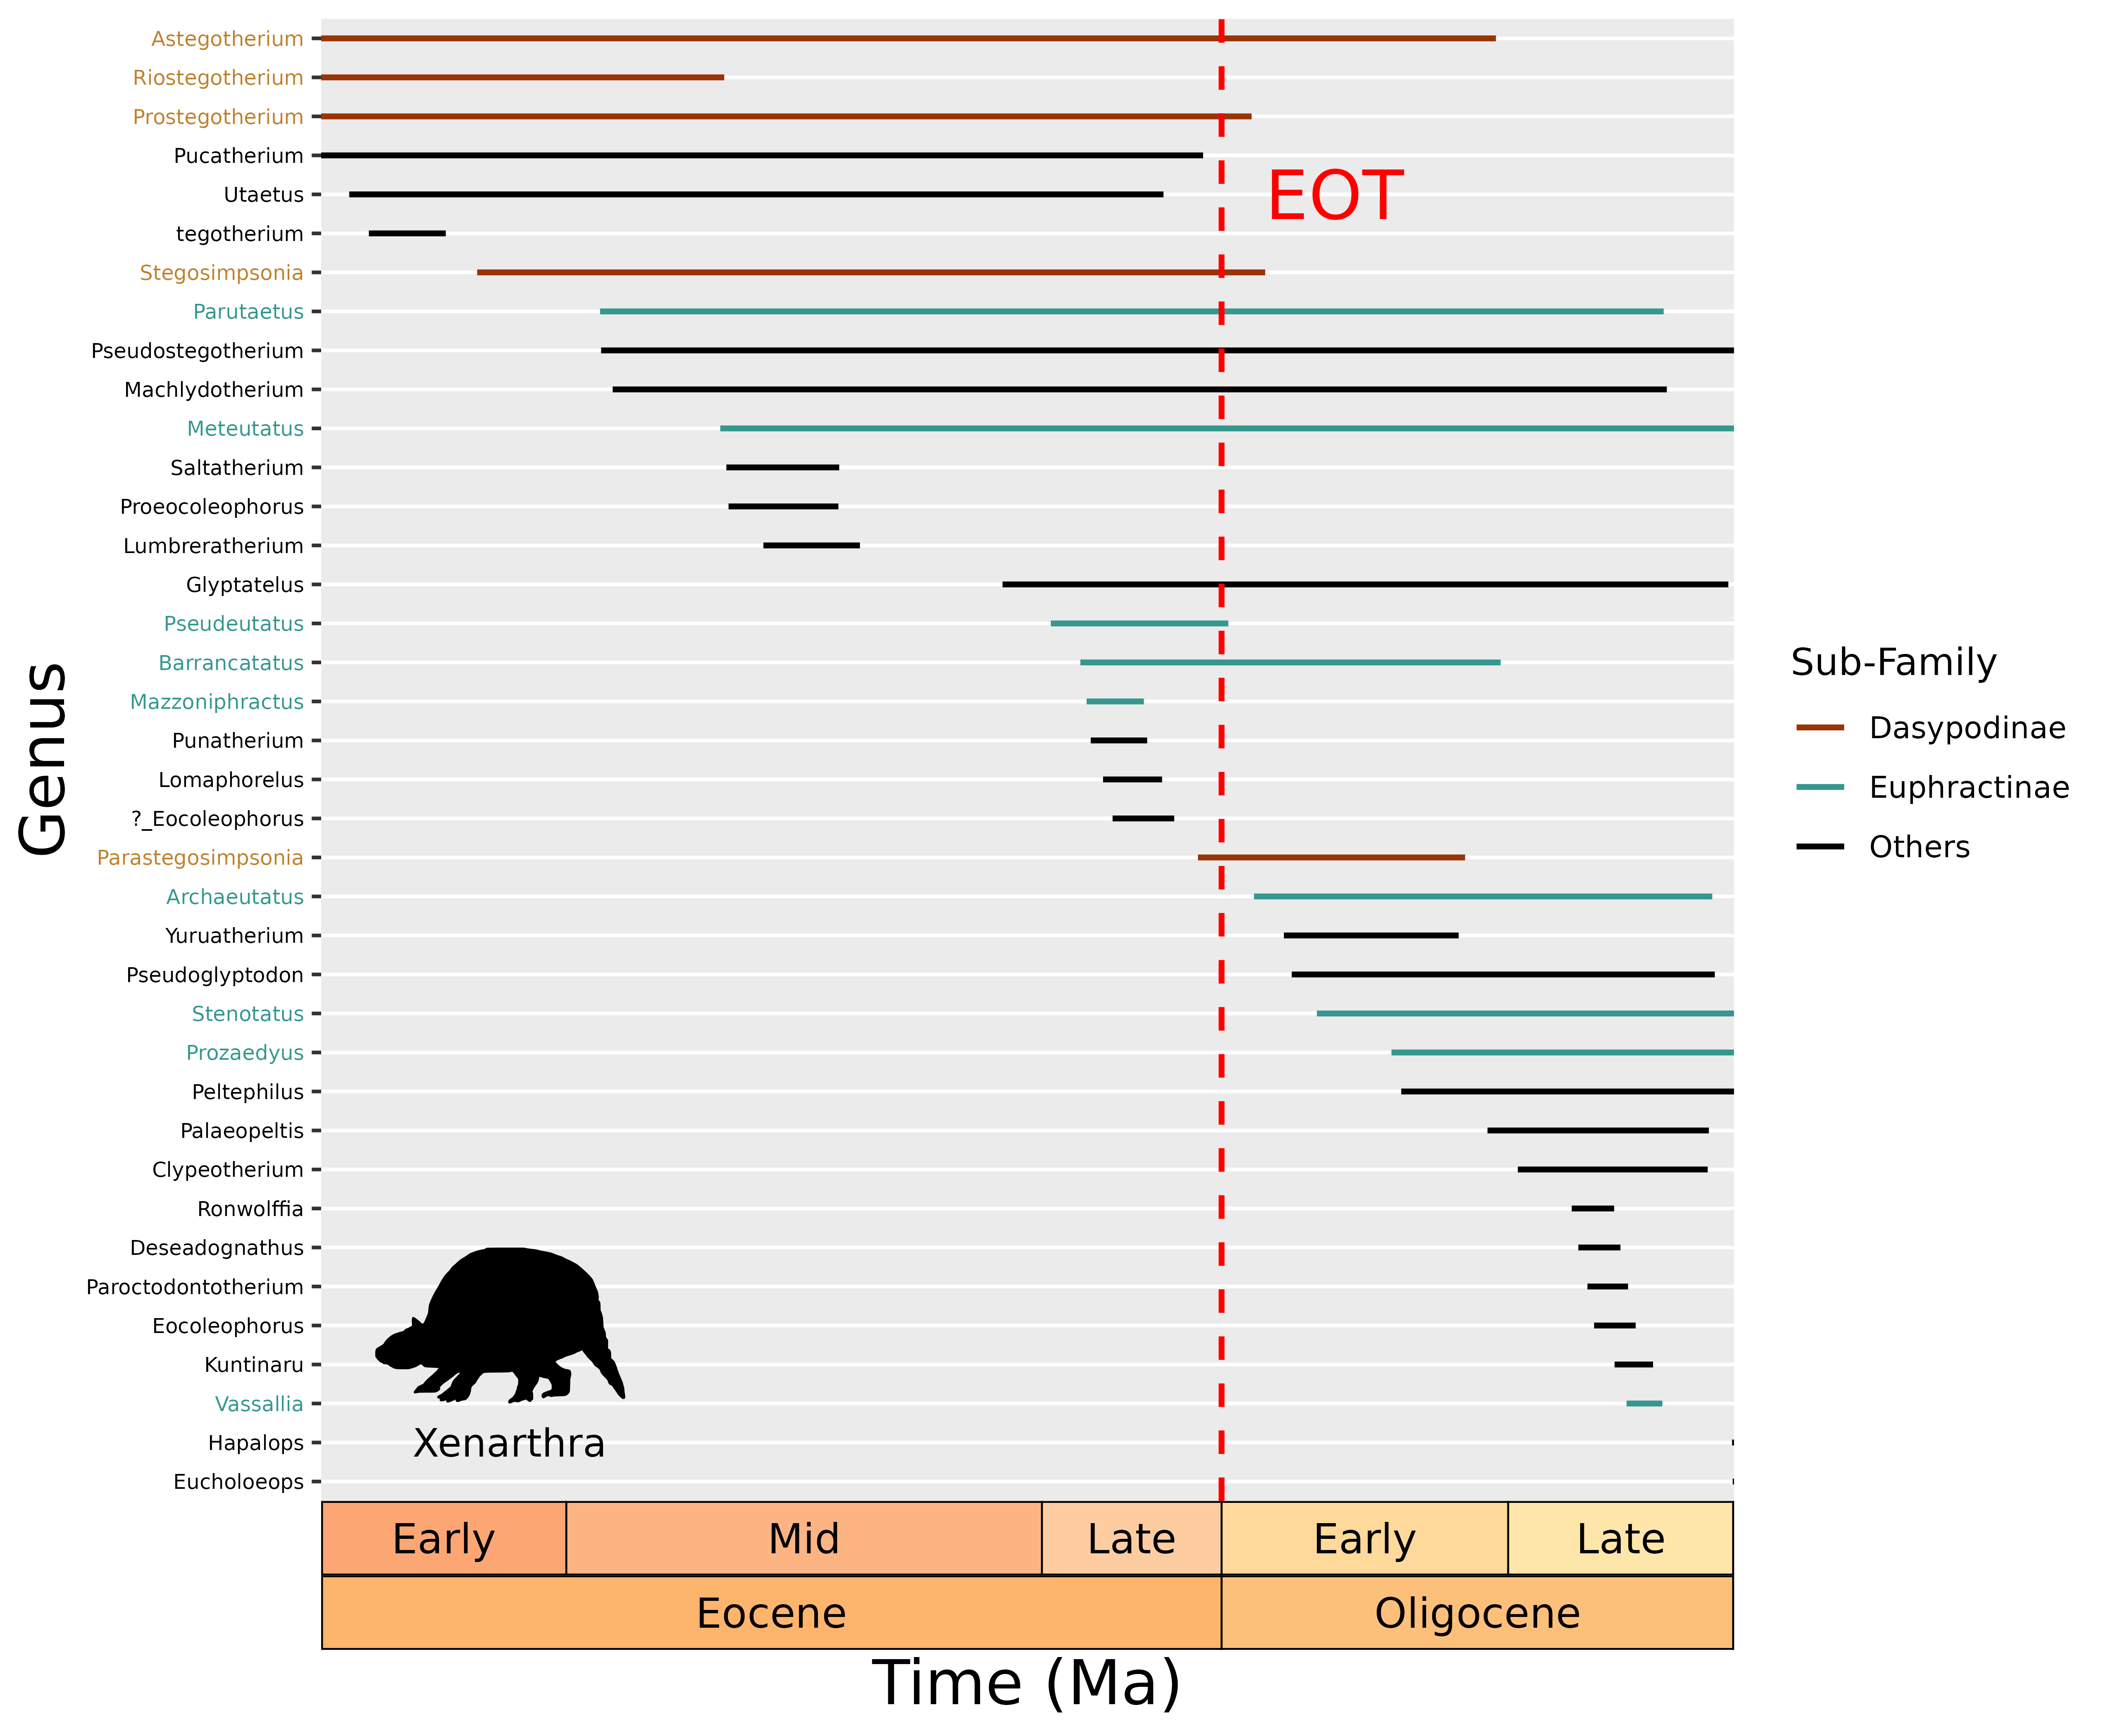 Astegotherium
Riostegotherium
Prostegotherium
Pucatherium
EOT
Utaetus
tegotherium
Stegosimpsonia
Parutaetus
Pseudostegotherium
Machlydotherium
Meteutatus
Saltatherium
Proeocoleophorus
Lumbreratherium
Glyptatelus
Pseudeutatus
Barrancatatus
Mazzoniphractus
Punatherium
Lomaphorelus
?_Eocoleophorus
Parastegosimpsonia
Archaeutatus
Yuruatherium
Pseudoglyptodon
Stenotatus
Prozaedyus
Peltephilus
Palaeopeltis
Clypeotherium
Ronwolffia
Deseadognathus
Paroctodontotherium
Eocoleophorus
Kuntinaru
Vassallia
Hapalops
Eucholoeops
Genus
Xenarthra
Early Mid Late Early Late
Eocene Oligocene
Time (Ma)
Sub-Family
Dasypodinae
Euphractinae
Others